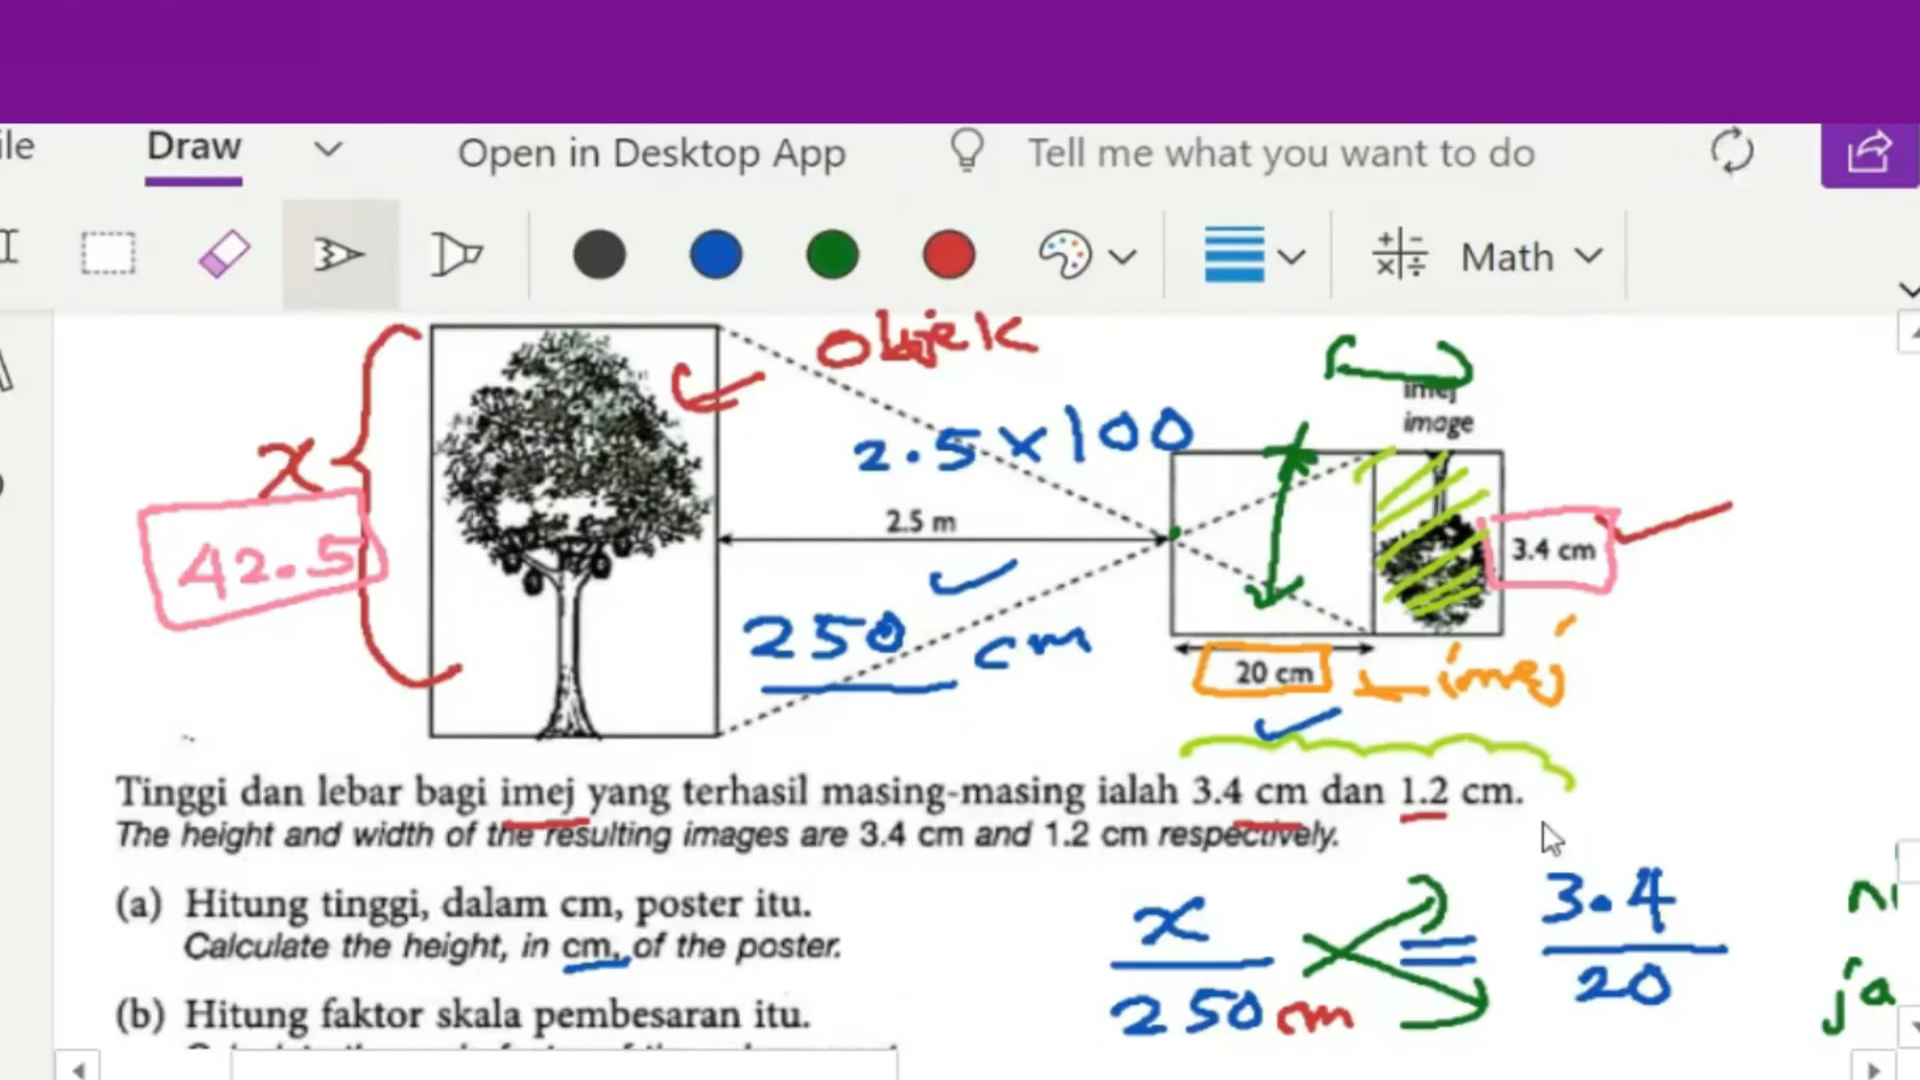 Draw
Open in Desktop App
Tell me what you want to do
Math
objek
imej
image
x
2.5 x 100
2.5 m
42.5
3.4 cm
250 cm
20 cm
imej
Tinggi dan lebar bagi imej yang terhasil masing-masing ialah 3.4 cm dan 1.2 cm.
The height and width of the resulting images are 3.4 cm and 1.2 cm respectively.
(a) Hitung tinggi, dalam cm, poster itu.
Calculate the height, in cm, of the poster.
x = 3.4
250 cm 20
(b) Hitung faktor skala pembesaran itu.